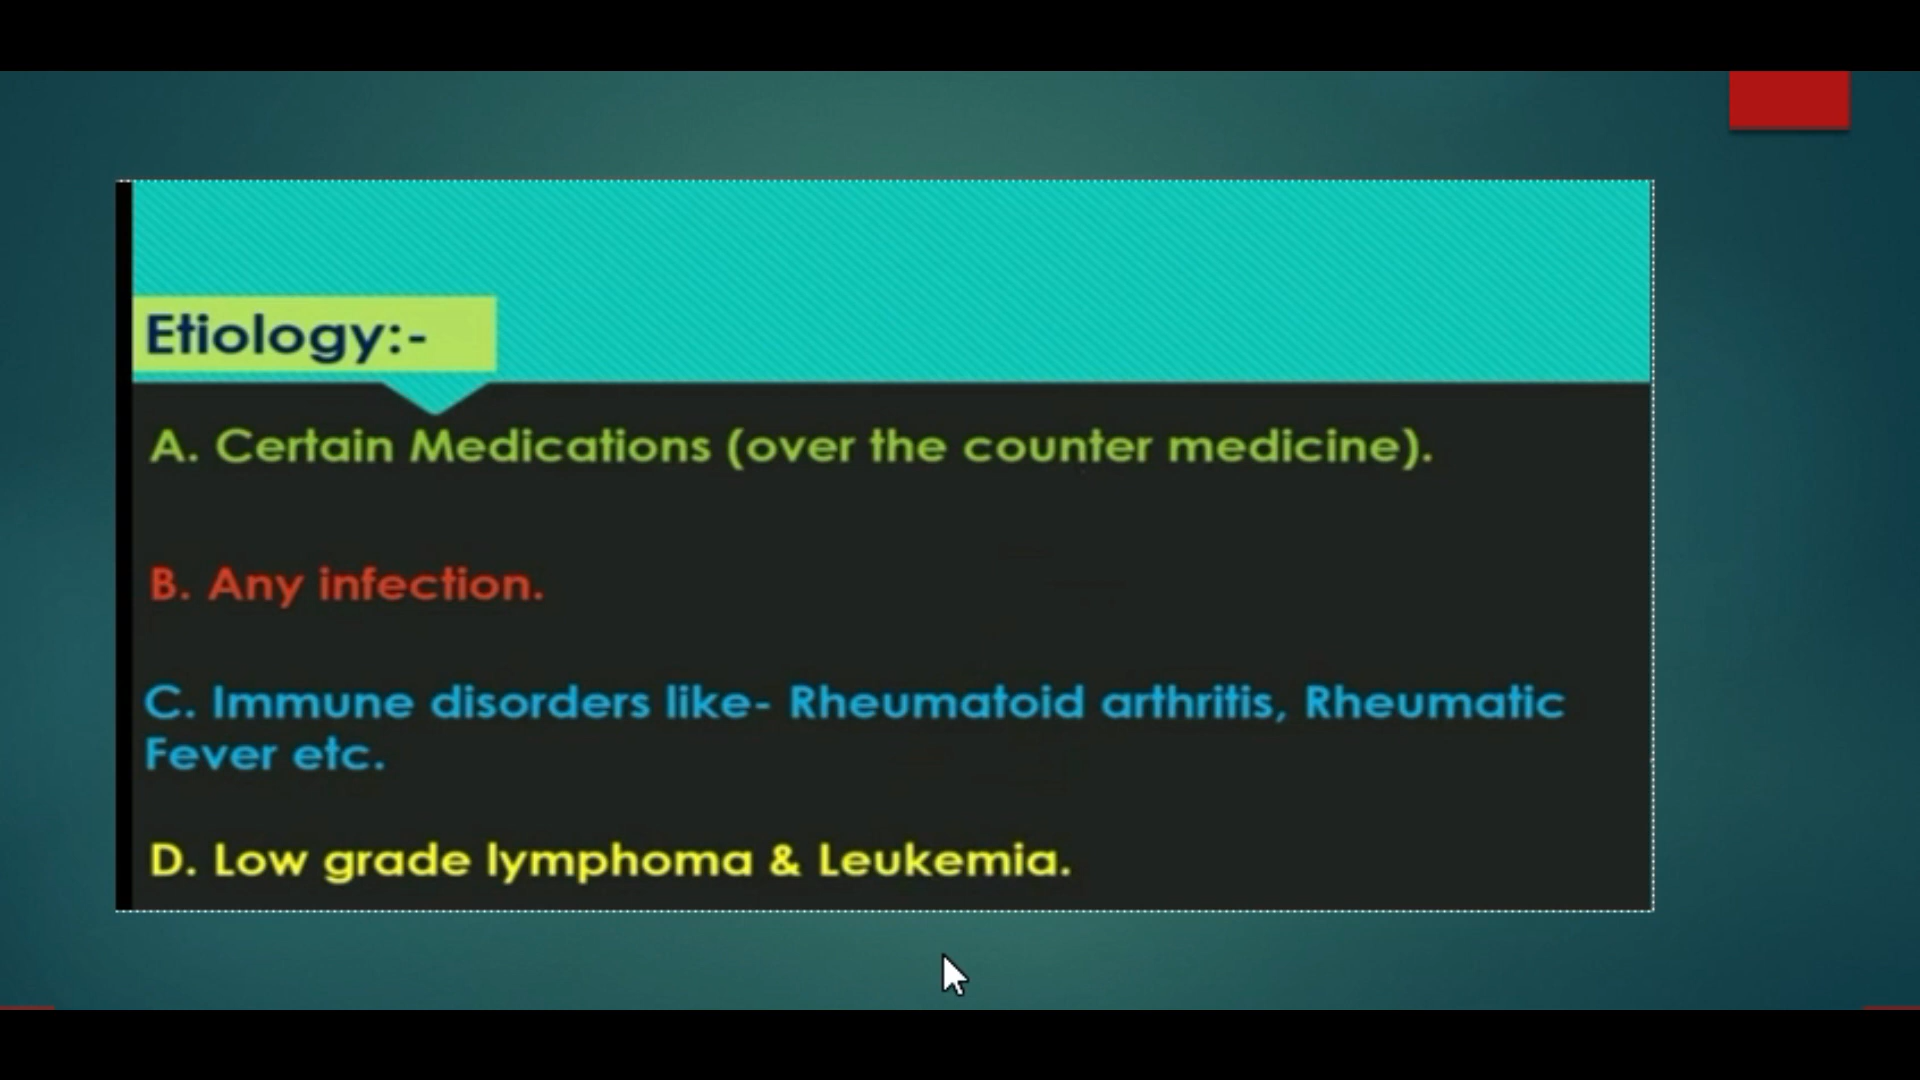 Etiology:-
A. Certain Medications (over the counter medicine).
B. Any infection.
C. Immune disorders like- Rheumatoid arthritis, Rheumatic
Fever etc.
D. Low grade lymphoma & Leukemia.